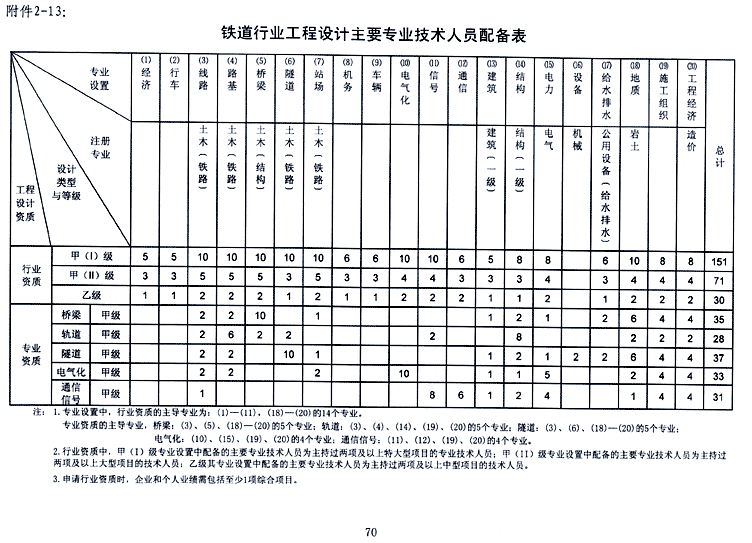 附件2-13：
铁道行业工程设计主要专业技术人员配备表
专业设置 (1)经济 (2)行车 (3)线路 (4)路基 (5)桥梁 (6)隧道 (7)站场 (8)机务 (9)车辆 (10)电气化 (11)信号 (12)通信 (13)建筑 (14)结构 (15)电力 (16)设备 (17)给水排水 (18)地质 (19)施工组织 (20)工程经济 总计
注册专业 土木（铁路） 土木（铁路） 土木（结构） 土木（铁路） 土木（铁路） 建筑（一级） 结构（一级） 电气 机械 公用设备（给水排水） 岩土 造价
设计类型与等级
工程设计资质
行业资质
甲（I）级 5 5 10 10 10 10 10 6 6 10 10 6 5 8 8 6 10 8 8 151
甲（II）级 3 3 5 5 5 3 5 3 3 4 4 3 3 3 4 3 4 4 4 71
乙级 1 1 2 2 2 1 2 1 1 2 2 2 1 1 2 1 2 2 2 30
专业资质
桥梁 甲级 2 2 10 1 1 2 1 2 6 4 4 35
轨道 甲级 2 6 2 2 2 8 2 2 2 28
隧道 甲级 2 2 10 1 1 2 1 2 2 6 4 4 37
电气化 甲级 2 2 2 10 1 1 5 2 4 4 33
通信信号 甲级 1 8 6 1 2 4 1 4 4 31
注：1.专业设置中，行业资质的主导专业为：(1)—(11)，(18)—(20)的14个专业。
专业资质的主导专业，桥梁：(3)、(5)、(18)—(20)的5个专业；轨道：(3)、(4)、(14)、(19)、(20)的5个专业；隧道：(3)、(6)、(18)—(20)的5个专业；
电气化：(10)、(15)、(19)、(20)的4个专业；通信信号：(11)、(12)、(19)、(20)的4个专业。
2.行业资质中，甲（I）级专业设置中配备的主要专业技术人员为主持过两项及以上特大型项目的专业技术人员；甲（II）级专业设置中配备的主要专业技术人员为主持过
两项及以上大型项目的技术人员；乙级其专业设置中配备的主要专业技术人员为主持过两项及以上中型项目的技术人员。
3.申请行业资质时，企业和个人业绩需包括至少1项综合项目。
70